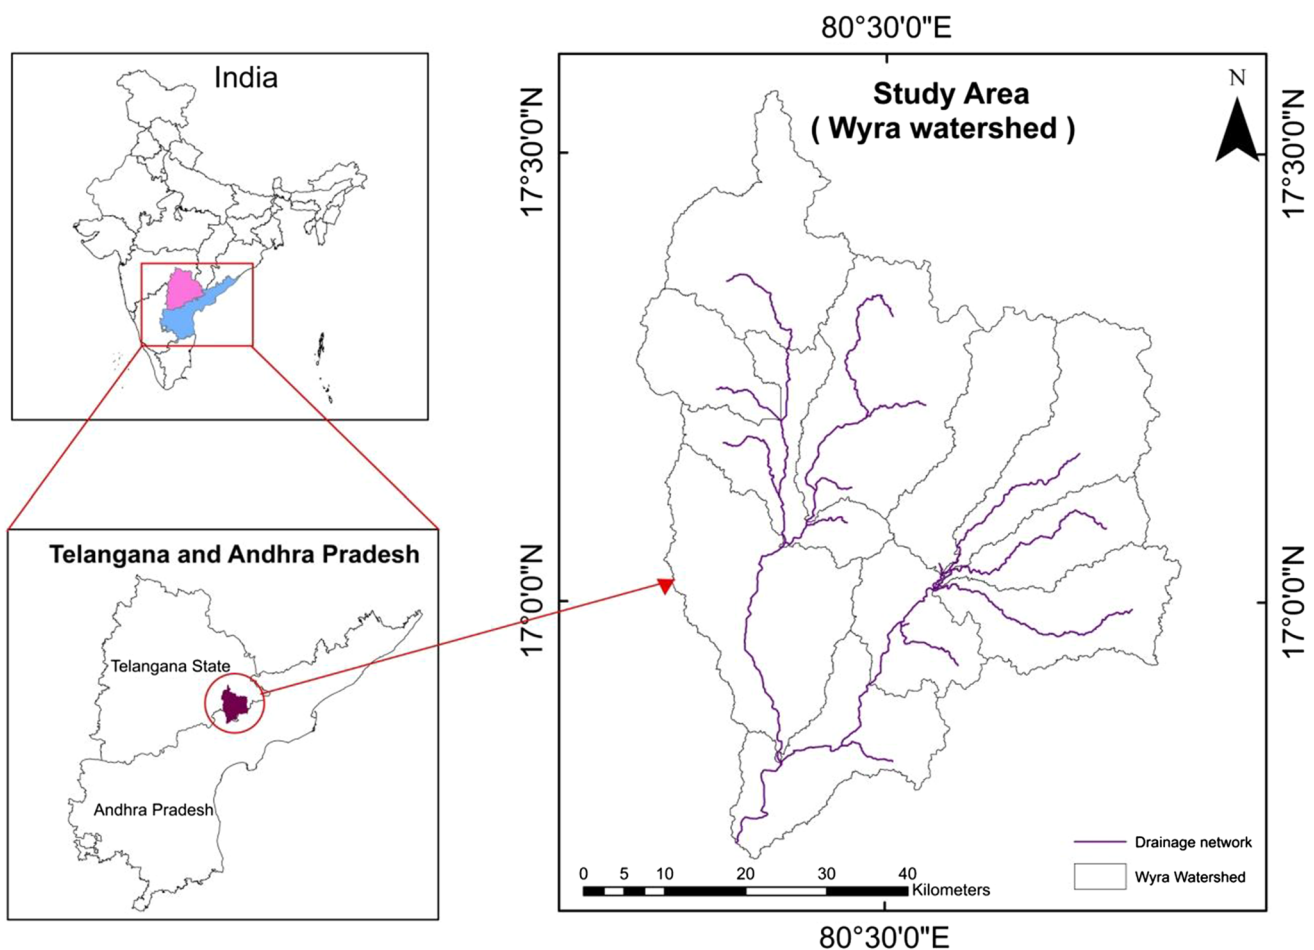 India
Telangana and Andhra Pradesh
Telangana State
Andhra Pradesh
80°30'0"E
Study Area
( Wyra watershed )
N
17°30'0"N
17°30'0"N
17°0'0"N
17°0'0"N
Drainage network
Wyra Watershed
0 5 10 20 30 40
Kilometers
80°30'0"E